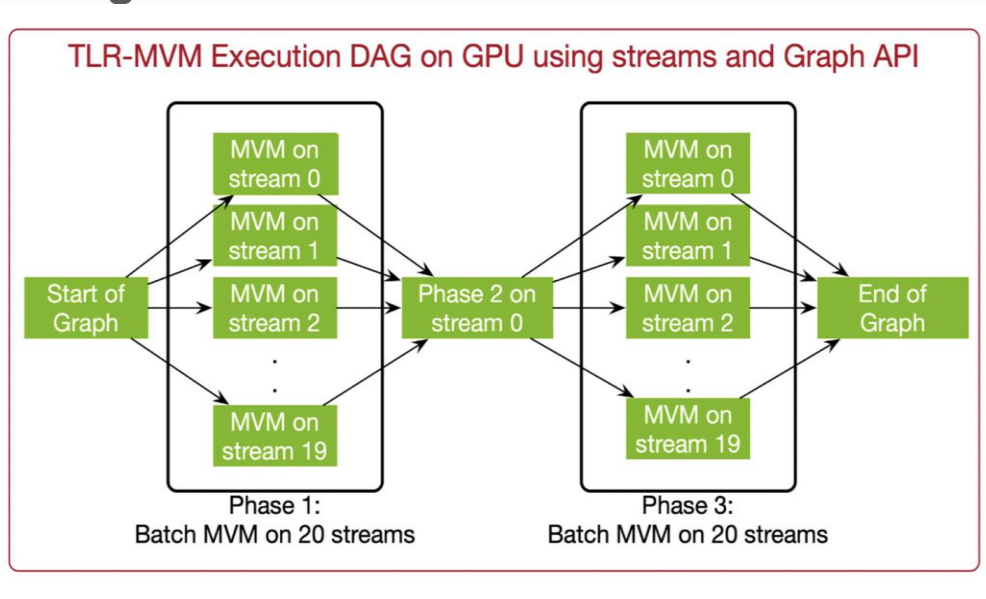 TLR-MVM Execution DAG on GPU using streams and Graph API
Start of
Graph
MVM on
stream 0
MVM on
stream 1
MVM on
stream 2
.
.
MVM on
stream 19
Phase 1:
Batch MVM on 20 streams
Phase 2 on
stream 0
MVM on
stream 0
MVM on
stream 1
MVM on
stream 2
.
.
MVM on
stream 19
Phase 3:
Batch MVM on 20 streams
End of
Graph